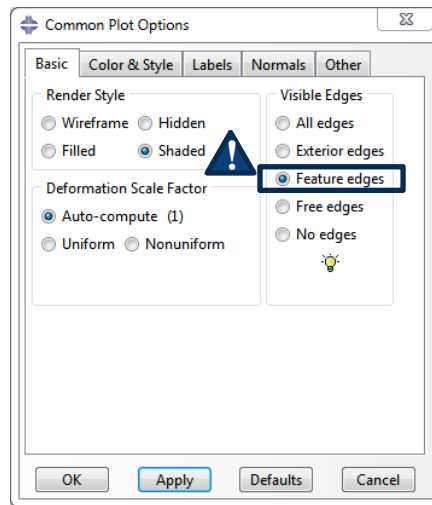 Common Plot Options
Basic Color & Style Labels Normals Other
Render Style
Wireframe Hidden
Filled Shaded
Deformation Scale Factor
Auto-compute (1)
Uniform Nonuniform
Visible Edges
All edges
Exterior edges
Feature edges
Free edges
No edges
OK Apply Defaults Cancel